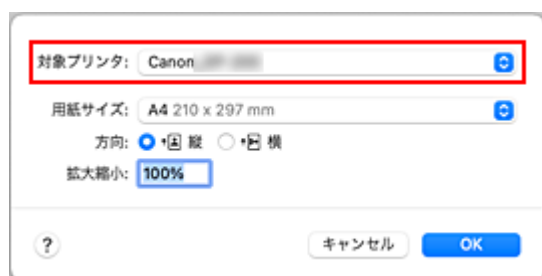 対象プリンタ: Canon
用紙サイズ: A4 210 x 297 mm
方向: 縦 横
拡大縮小: 100%
? キャンセル OK